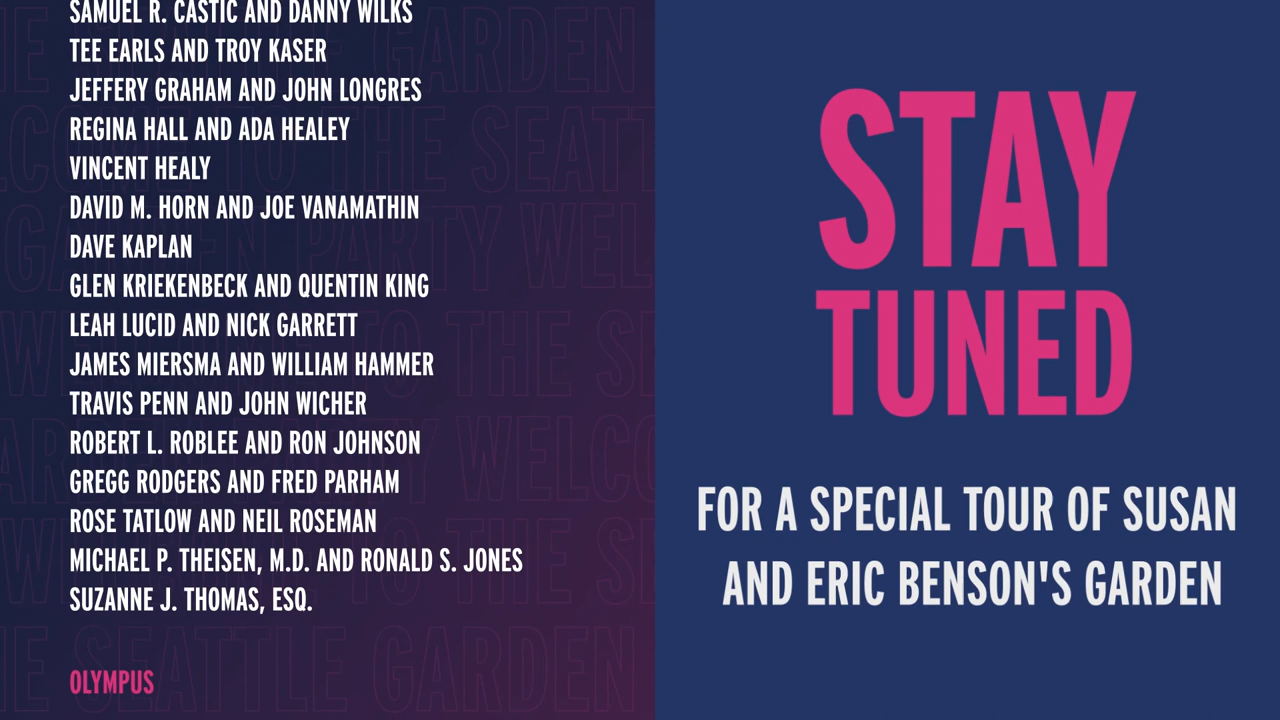 SAMUEL R. CASTIC AND DANNY WILKS
TEE EARLS AND TROY KASER
JEFFERY GRAHAM AND JOHN LONGRES
REGINA HALL AND ADA HEALEY
VINCENT HEALY
DAVID M. HORN AND JOE VANAMATHIN
DAVE KAPLAN
GLEN KRIEKENBECK AND QUENTIN KING
LEAH LUCID AND NICK GARRETT
JAMES MIERSMA AND WILLIAM HAMMER
TRAVIS PENN AND JOHN WICHER
ROBERT L. ROBLEE AND RON JOHNSON
GREGG RODGERS AND FRED PARHAM
ROSE TATLOW AND NEIL ROSEMAN
MICHAEL P. THEISEN, M.D. AND RONALD S. JONES
SUZANNE J. THOMAS, ESQ.
OLYMPUS
STAY
TUNED
FOR A SPECIAL TOUR OF SUSAN
AND ERIC BENSON'S GARDEN